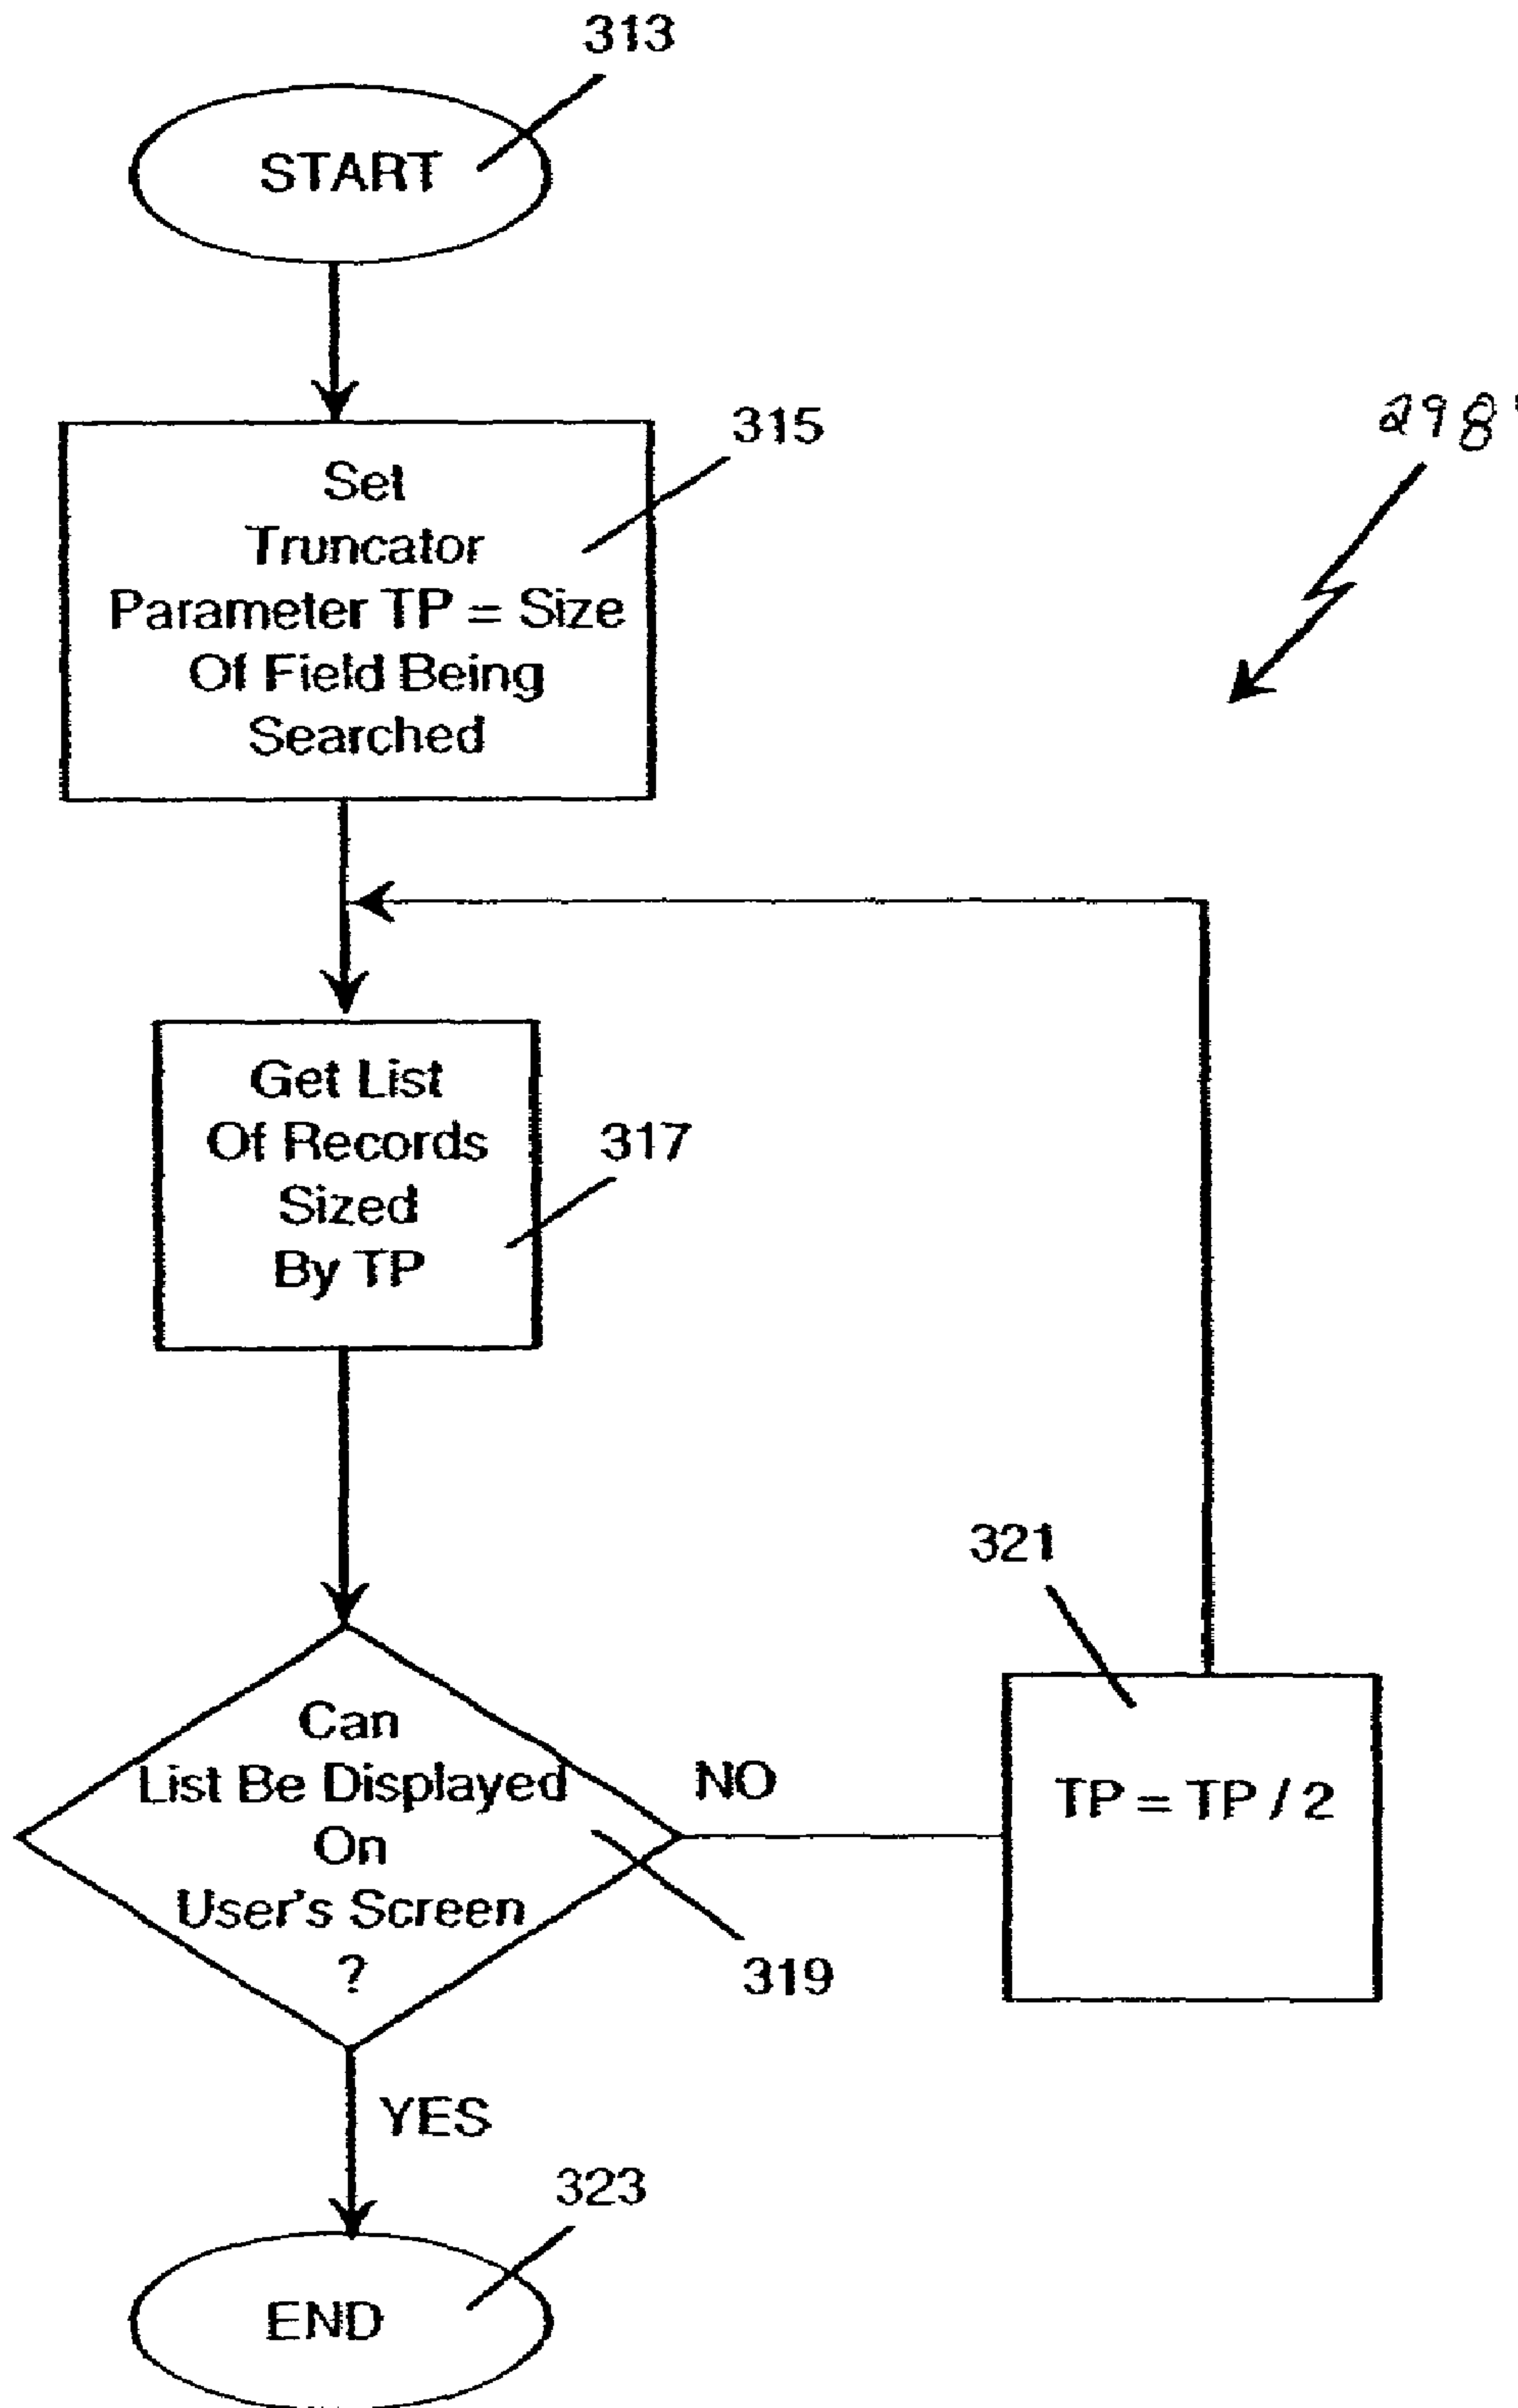 313
START
315
Set
Truncator
Parameter TP = Size
Of Field Being
Searched
298'
Get List
Of Records
Sized
By TP
317
321
TP = TP / 2
Can
List Be Displayed
On
User's Screen
?
NO
319
YES
323
END